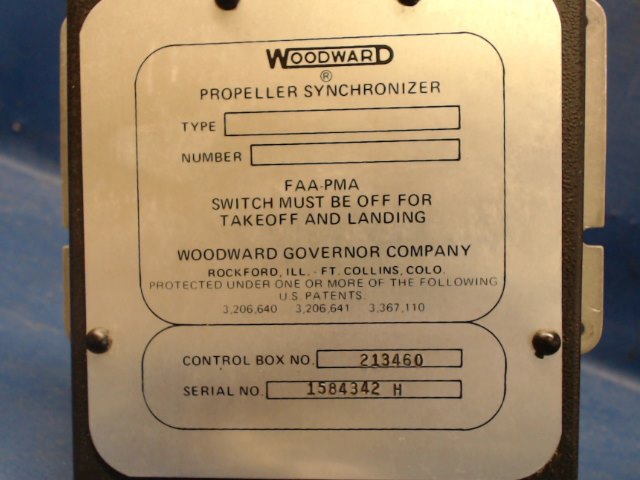 WOODWARD
®
PROPELLER SYNCHRONIZER
TYPE
NUMBER
FAA-PMA
SWITCH MUST BE OFF FOR
TAKEOFF AND LANDING
WOODWARD GOVERNOR COMPANY
ROCKFORD, ILL. - FT. COLLINS, COLO.
PROTECTED UNDER ONE OR MORE OF THE FOLLOWING
U.S. PATENTS.
3,206,640 3,206,641 3,367,110
CONTROL BOX NO. 213460
SERIAL NO. 1584342 H